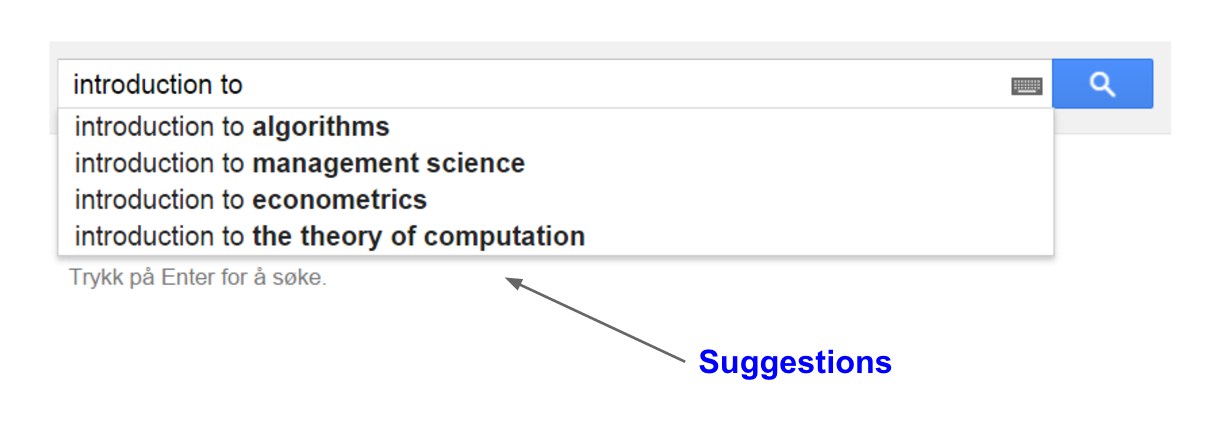 introduction to
introduction to algorithms
introduction to management science
introduction to econometrics
introduction to the theory of computation
Trykk på Enter for å søke.
Suggestions